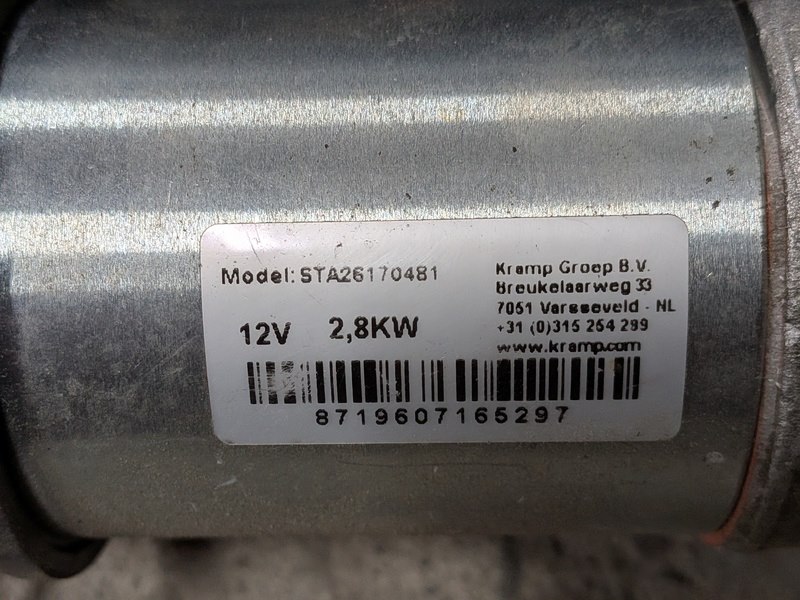 Model: STA26170481
12V 2,8KW
Kramp Groep B.V.
Breukelaarweg 33
7051 Varsseveld - NL
+31 (0)315 254 299
www.kramp.com
8719607165297